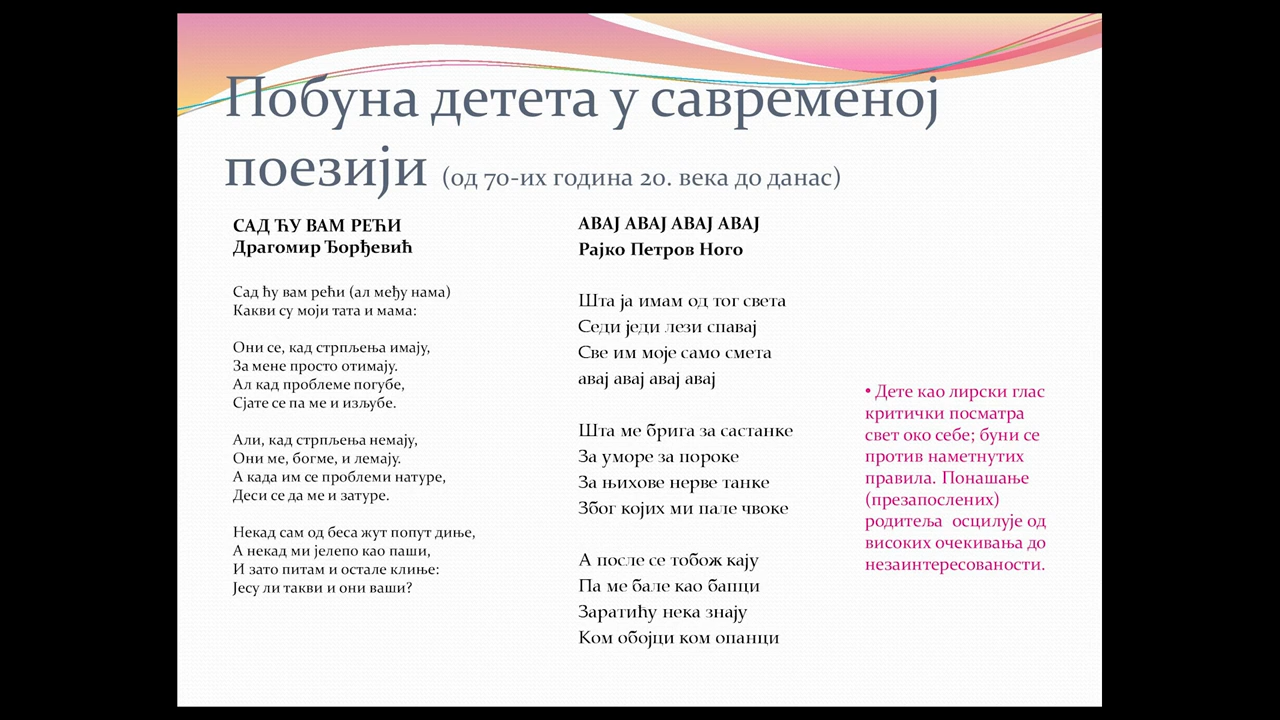 Побуна детета у савременој
поезији (од 70-их година 20. века до данас)
САД ЋУ ВАМ РЕЋИ
Драгомир Ђорђевић
Сад ћу вам рећи (ал међу нама)
Какви су моји тата и мама:
Они се, кад стрпљења имају,
За мене просто отимају.
Ал кад проблеме погубе,
Сјате се па ме и изљубе.
Али, кад стрпљења немају,
Они ме, богме, и лемају.
А када им се проблеми натуре,
Деси се да ме и затуре.
Некад сам од беса жут попут диње,
А некад ми јелепо као паши,
И зато питам и остале клиње:
Јесу ли такви и они ваши?
АВАЈ АВАЈ АВАЈ АВАЈ
Рајко Петров Ного
Шта ја имам од тог света
Седи једи лези спавај
Све им моје само смета
авај авај авај авај
Шта ме брига за састанке
За уморе за пороке
За њихове нерве танке
Због којих ми пале чвоке
А после се тобож кају
Па ме бале као бапци
Заратићу нека знају
Ком обојци ком опанци
• Дете као лирски глас
критички посматра
свет око себе; буни се
против наметнутих
правила. Понашање
(презапослених)
родитеља осцилује од
високих очекивања до
незаинтересованости.